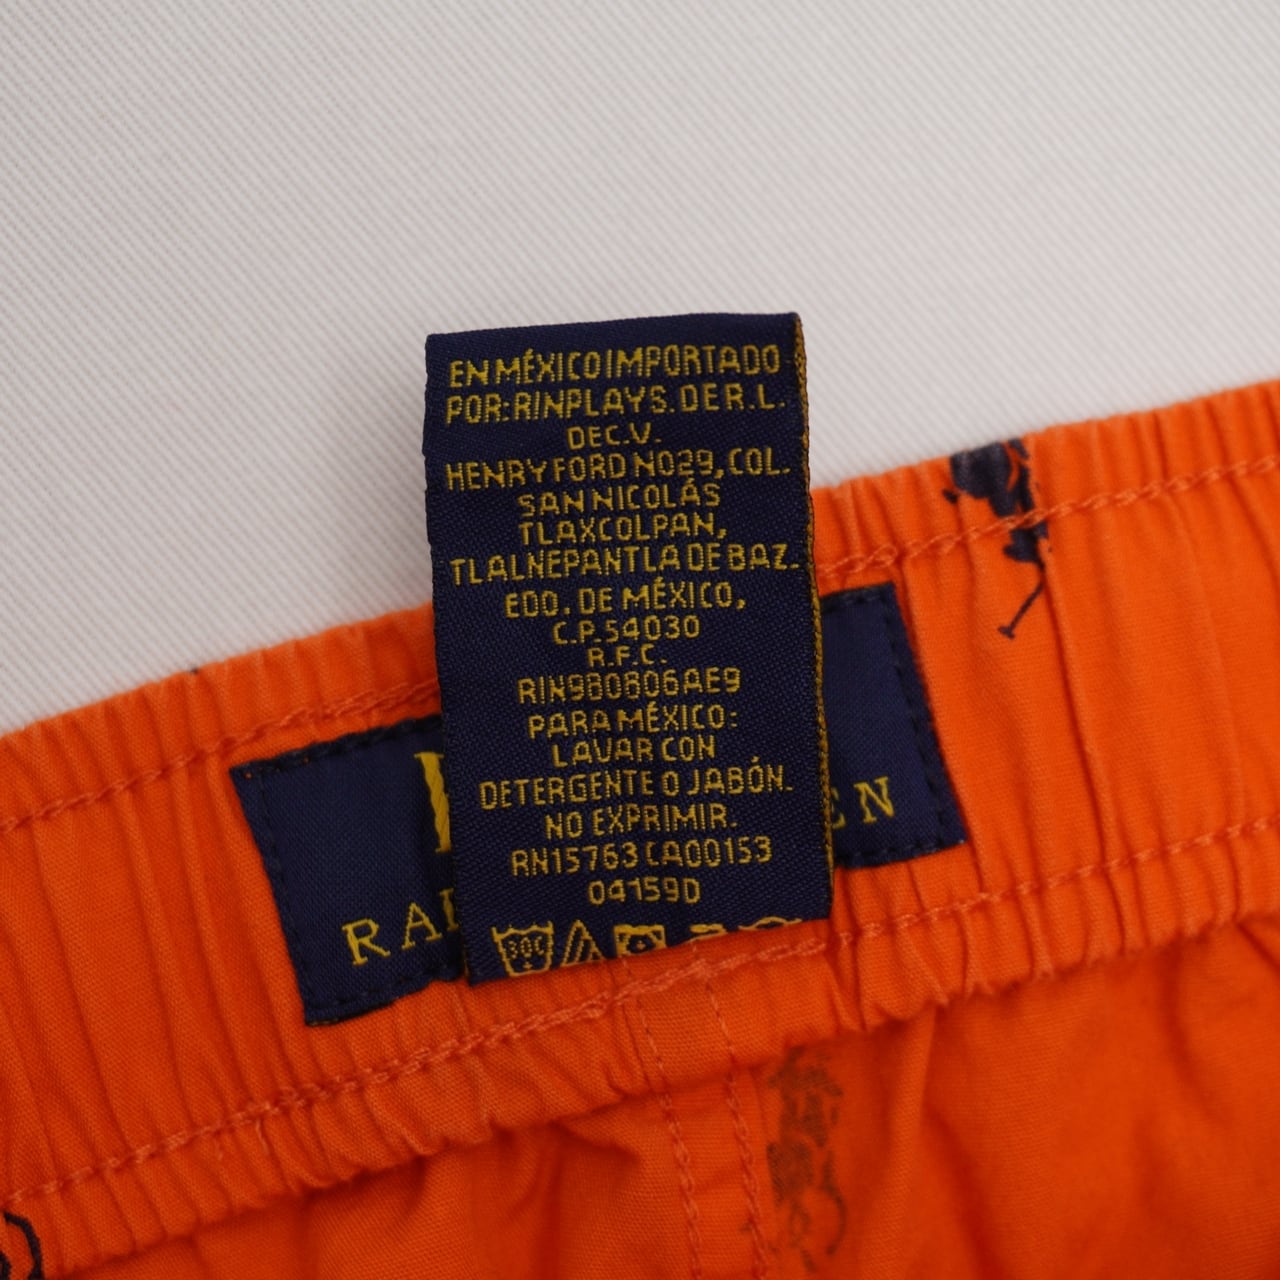 EN MÉXICO IMPORTADO
POR: RINPLAY S. DE R.L.
DE C.V.
HENRY FORD NO29, COL.
SAN NICOLÁS
TLAXCOLPAN,
TLALNEPANTLA DE BAZ.
EDO. DE MÉXICO,
C.P. 54030
R.F.C.
RIN980806AE9
PARA MÉXICO:
LAVAR CON
DETERGENTE O JABÓN.
NO EXPRIMIR.
RN15763 CA00153
04159D
30C